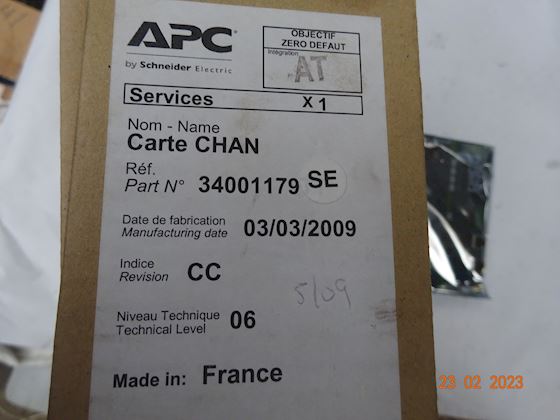 APC
by Schneider Electric
OBJECTIF
ZERO DEFAUT
Intégration
AT
Services X 1
Nom - Name
Carte CHAN
Réf.
Part N° 34001179 SE
Date de fabrication
Manufacturing date 03/03/2009
Indice
Revision CC
5/09
Niveau Technique
Technical Level 06
Made in: France
23 02 2023